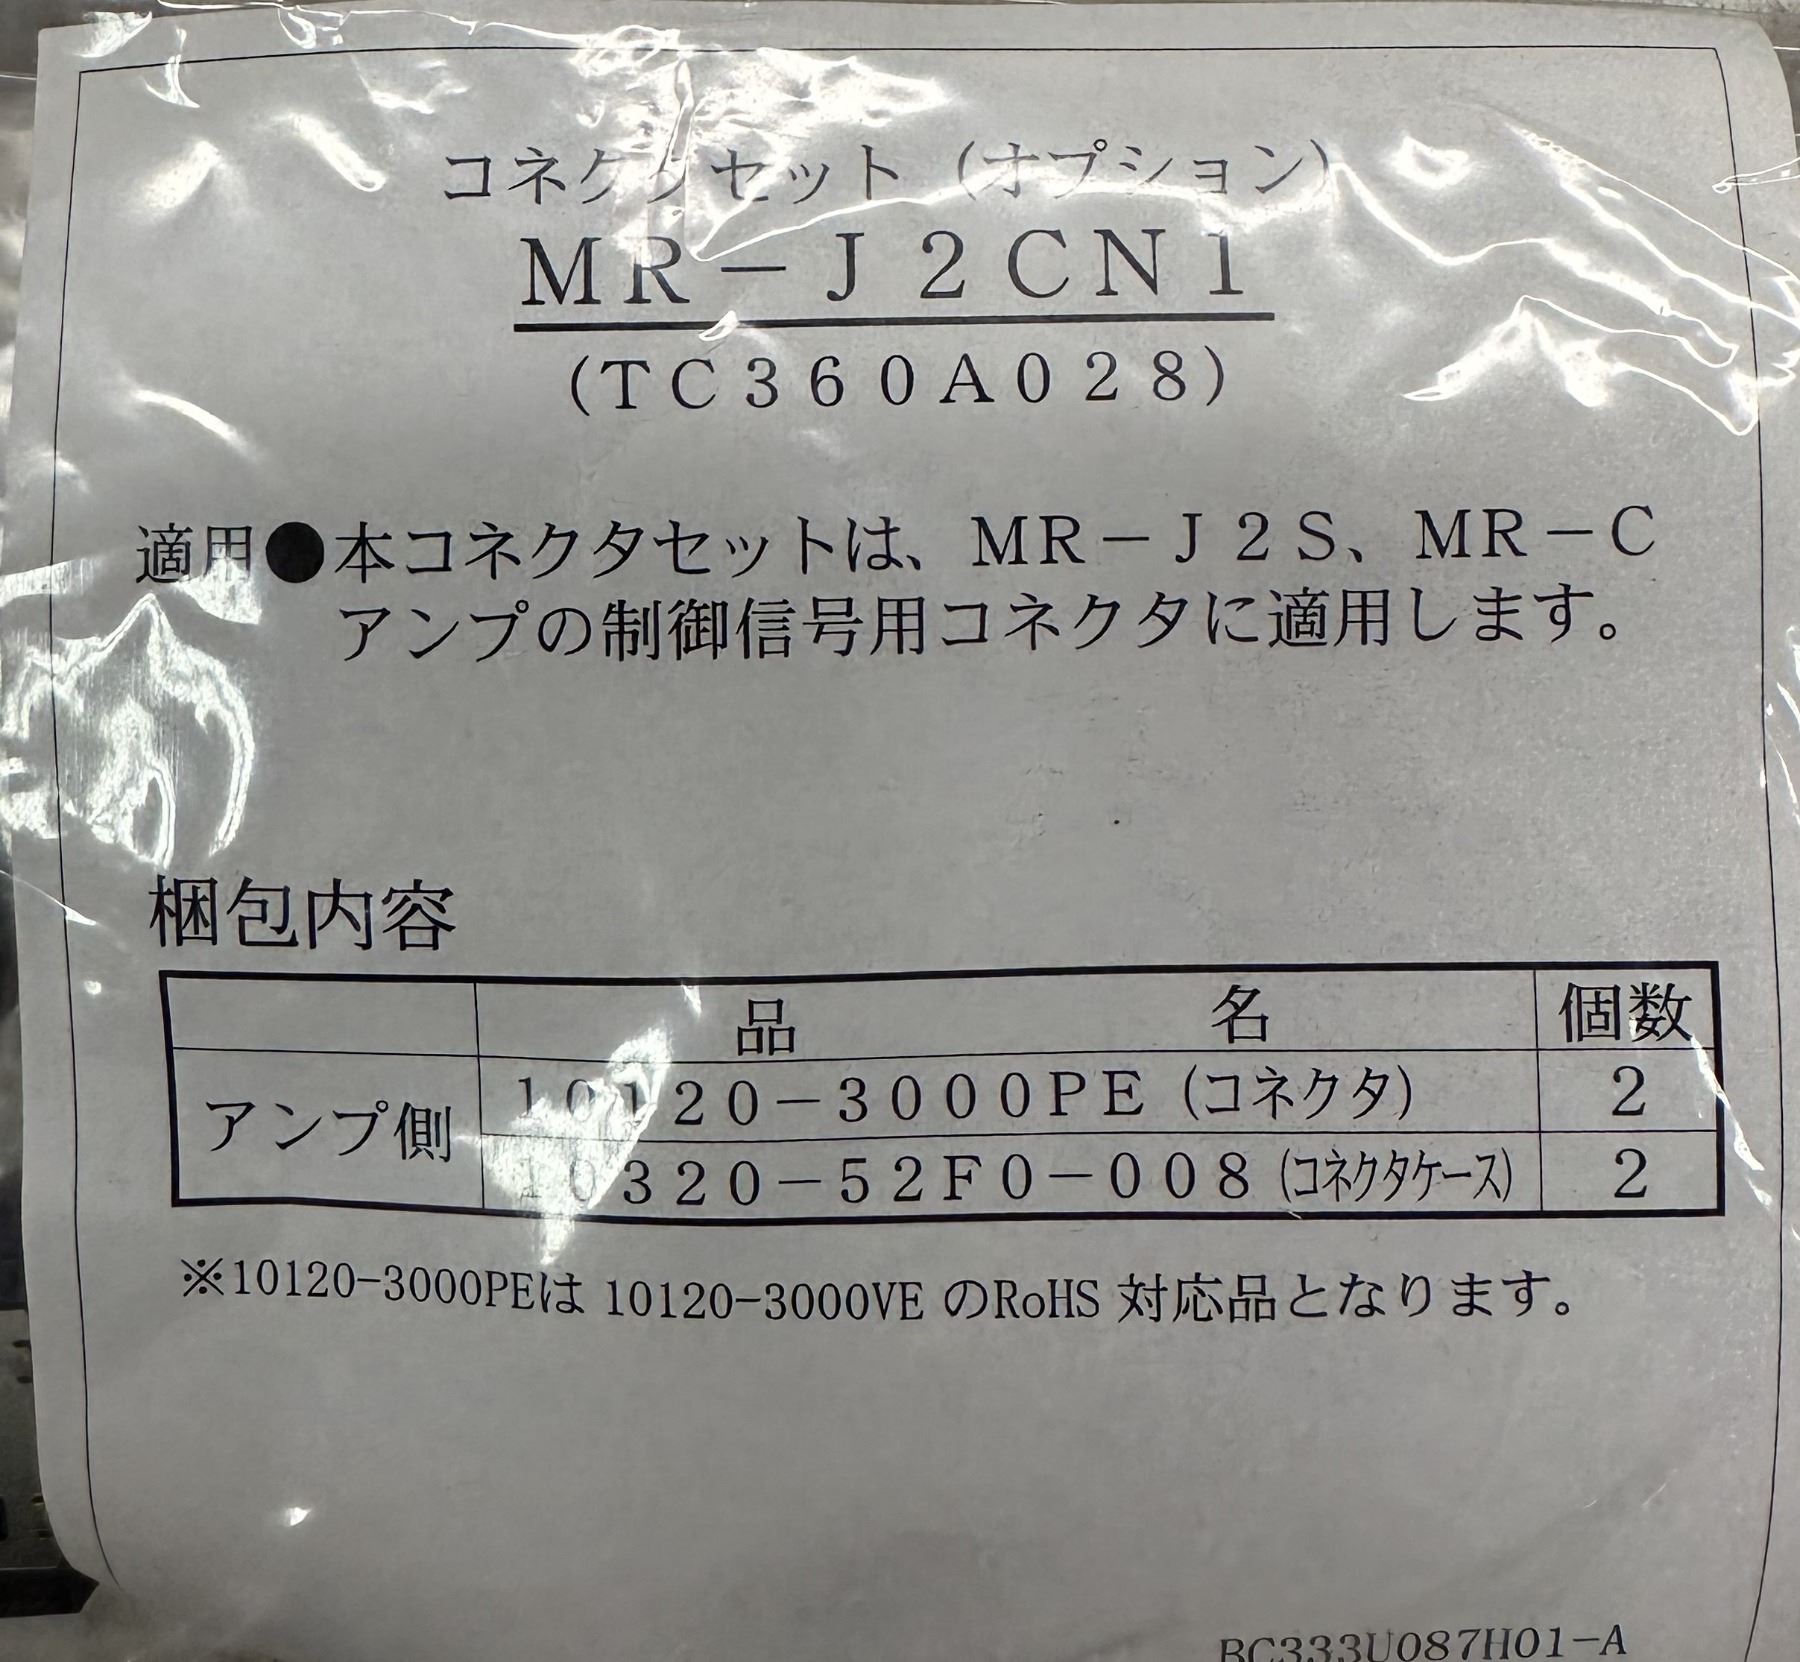 コネクタセット（オプション）
ＭＲ－Ｊ２ＣＮ１
（ＴＣ３６０Ａ０２８）
適用●本コネクタセットは、ＭＲ－Ｊ２Ｓ、ＭＲ－Ｃ
アンプの制御信号用コネクタに適用します。
梱包内容
品 名 個数
アンプ側
１０１２０－３０００ＰＥ（コネクタ） ２
１０３２０－５２Ｆ０－００８（コネクタケース） ２
※10120-3000PEは 10120-3000VE のRoHS 対応品となります。
BC333U087H01-A